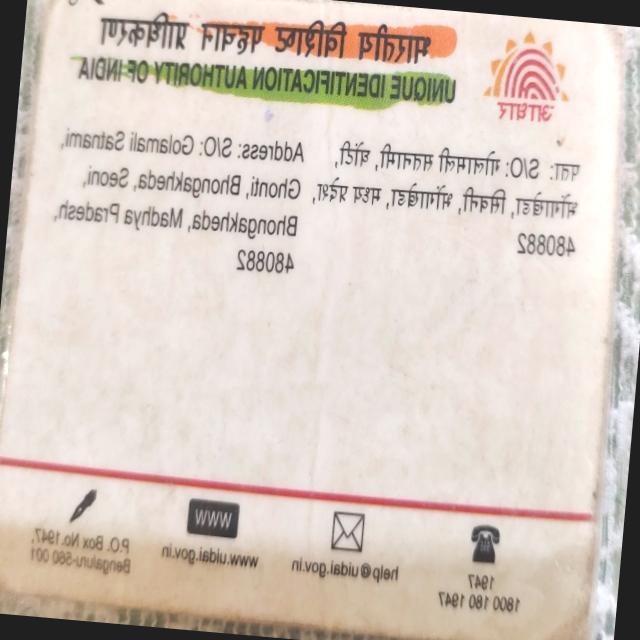 भारतीय विशिष्ट पहचान प्राधिकरण
UNIQUE IDENTIFICATION AUTHORITY OF INDIA
आधार
पता: S/O: गोलामली सतनामी, घोंटी,
भोंगाखेडा, सिवनी, भोंगाखेडा, मध्य प्रदेश,
480882
Address: S/O: Golamali Satnami,
Ghonti, Bhongakheda, Seoni,
Bhongakheda, Madhya Pradesh,
480882
1947
1800 180 1947
help@uidai.gov.in
WWW
www.uidai.gov.in
P.O. Box No.1947,
Bengaluru-560 001